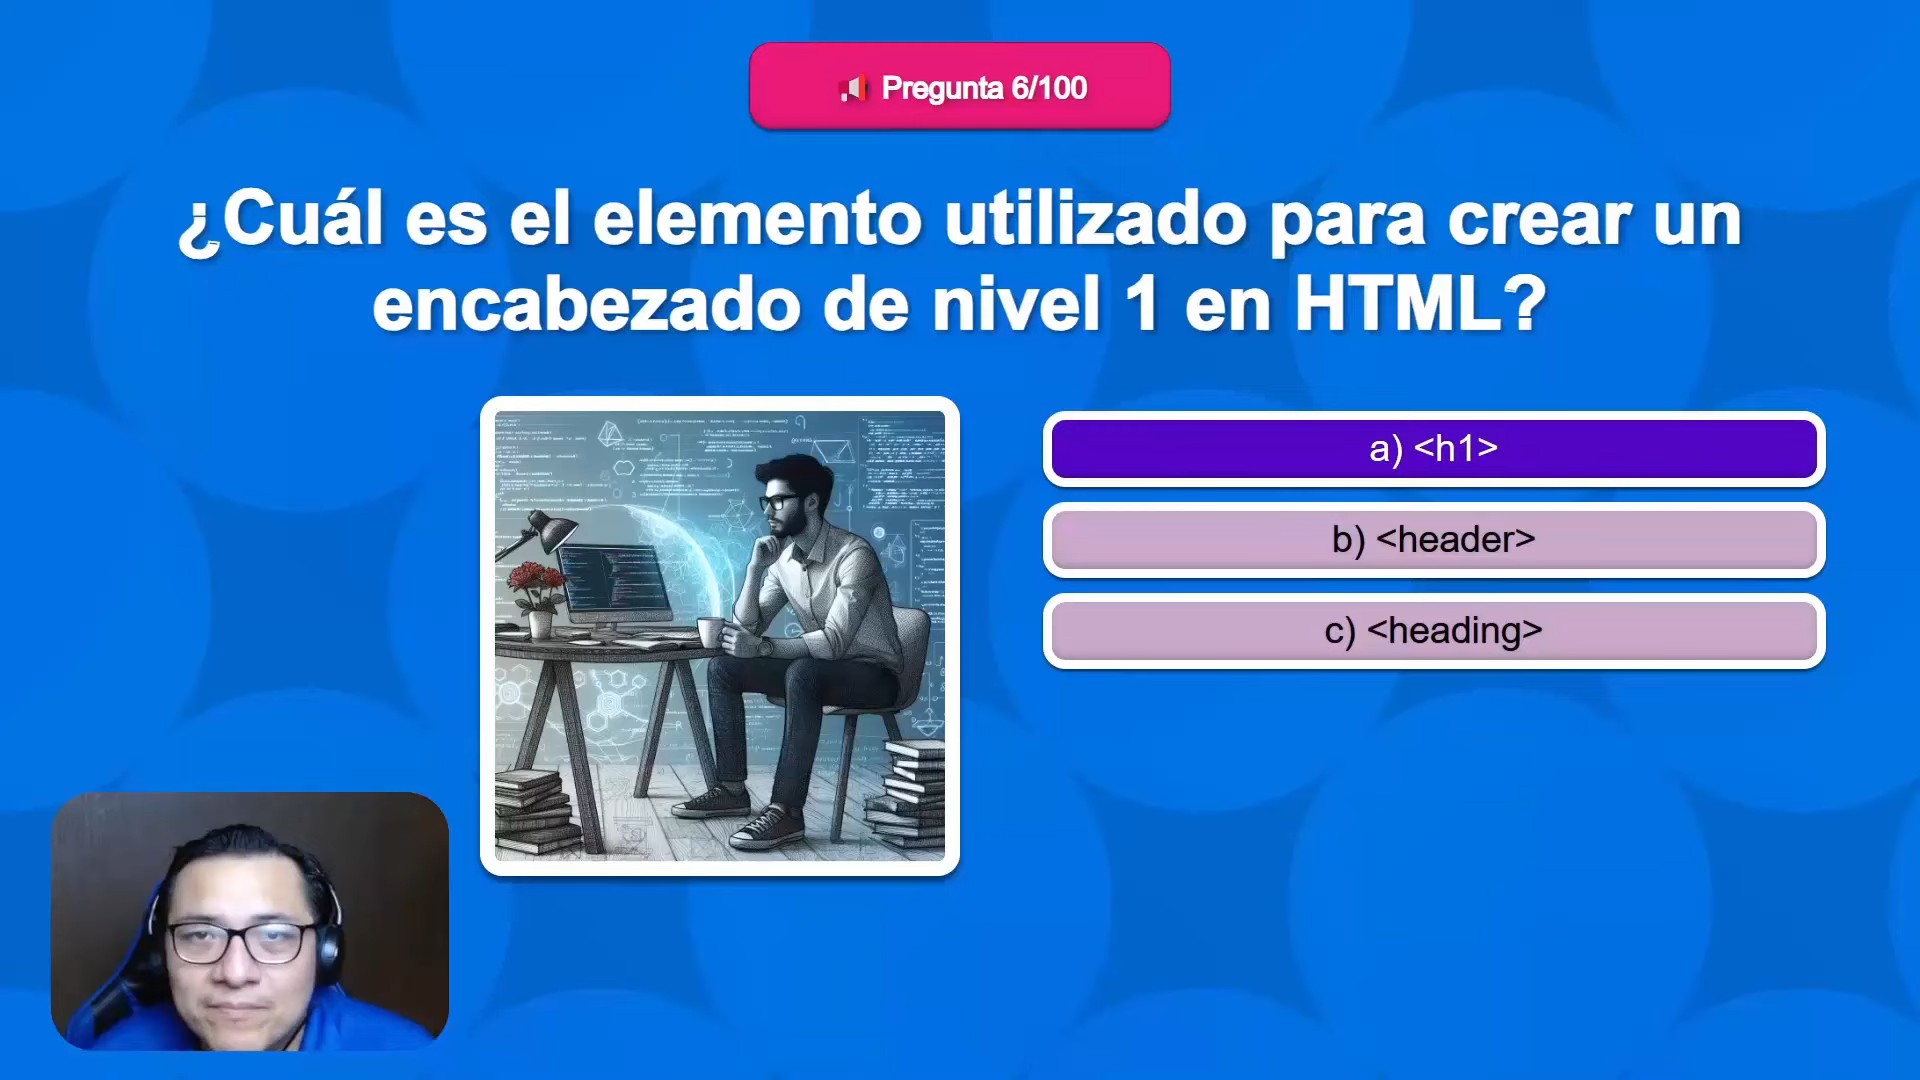 Pregunta 6/100
¿Cuál es el elemento utilizado para crear un
encabezado de nivel 1 en HTML?
a) <h1>
b) <header>
c) <heading>